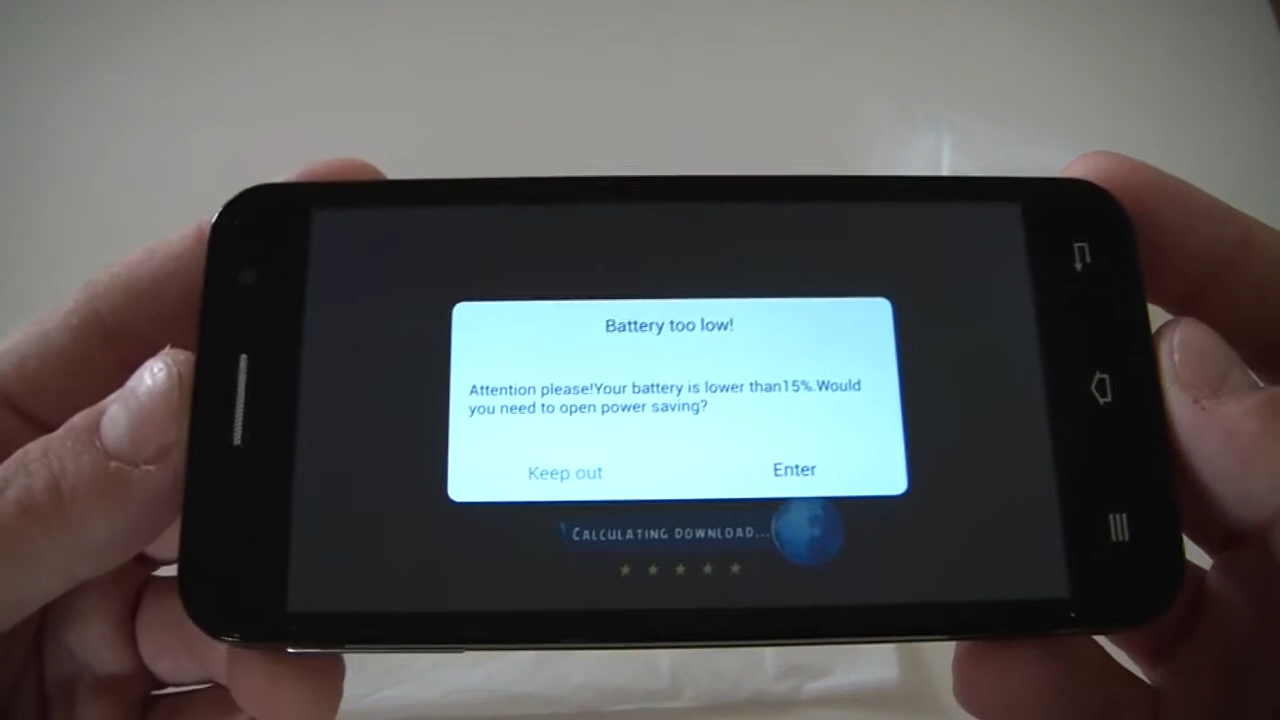 Battery too low!
Attention please!Your battery is lower than15%.Would
you need to open power saving?
Keep out
Enter
CALCULATING DOWNLOAD...